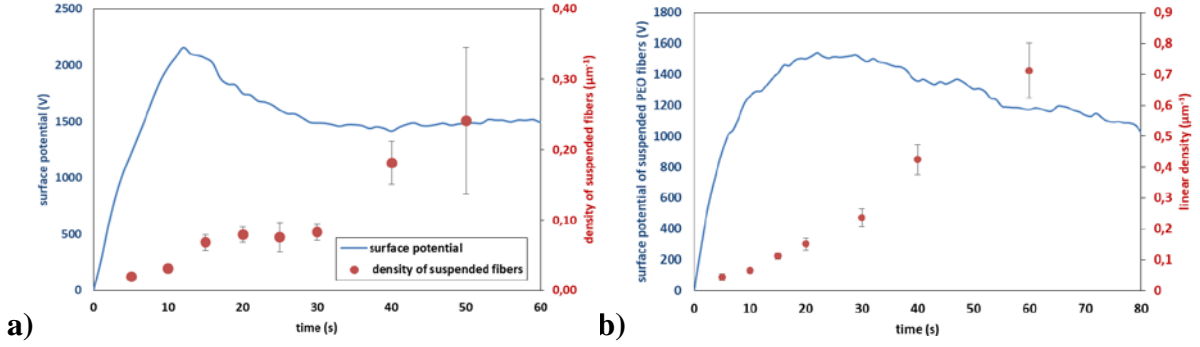 2500
2000
1500
1000
500
0
surface potential (V)
0,40
0,30
0,20
0,10
0,00
density of suspended fibers (µm⁻¹)
surface potential
density of suspended fibers
0 10 20 30 40 50 60
time (s)
a)
1800
1600
1400
1200
1000
800
600
400
200
0
surface potential of suspended PEO fibers (V)
0,9
0,8
0,7
0,6
0,5
0,4
0,3
0,2
0,1
0
linear density (µm⁻¹)
0 10 20 30 40 50 60 70 80
time (s)
b)